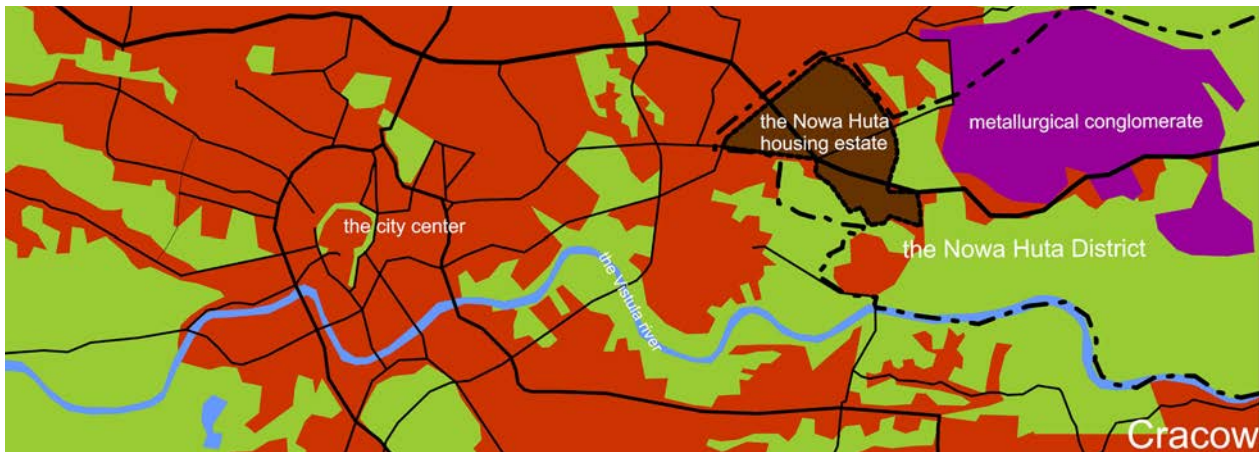 the Nowa Huta
housing estate
metallurgical conglomerate
the city center
the Nowa Huta District
the Vistula river
Cracow